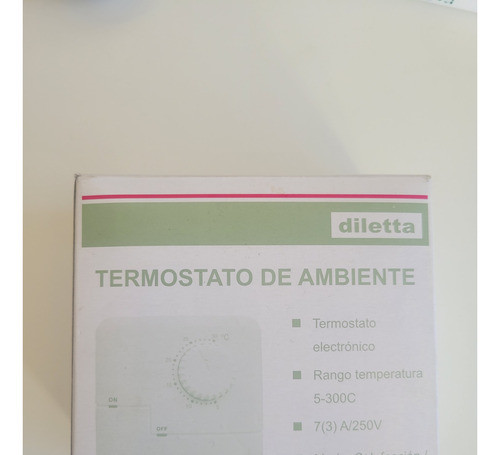 diletta
TERMOSTATO DE AMBIENTE
Termostato
electrónico
Rango temperatura
5-300C
7(3) A/250V
ON
OFF